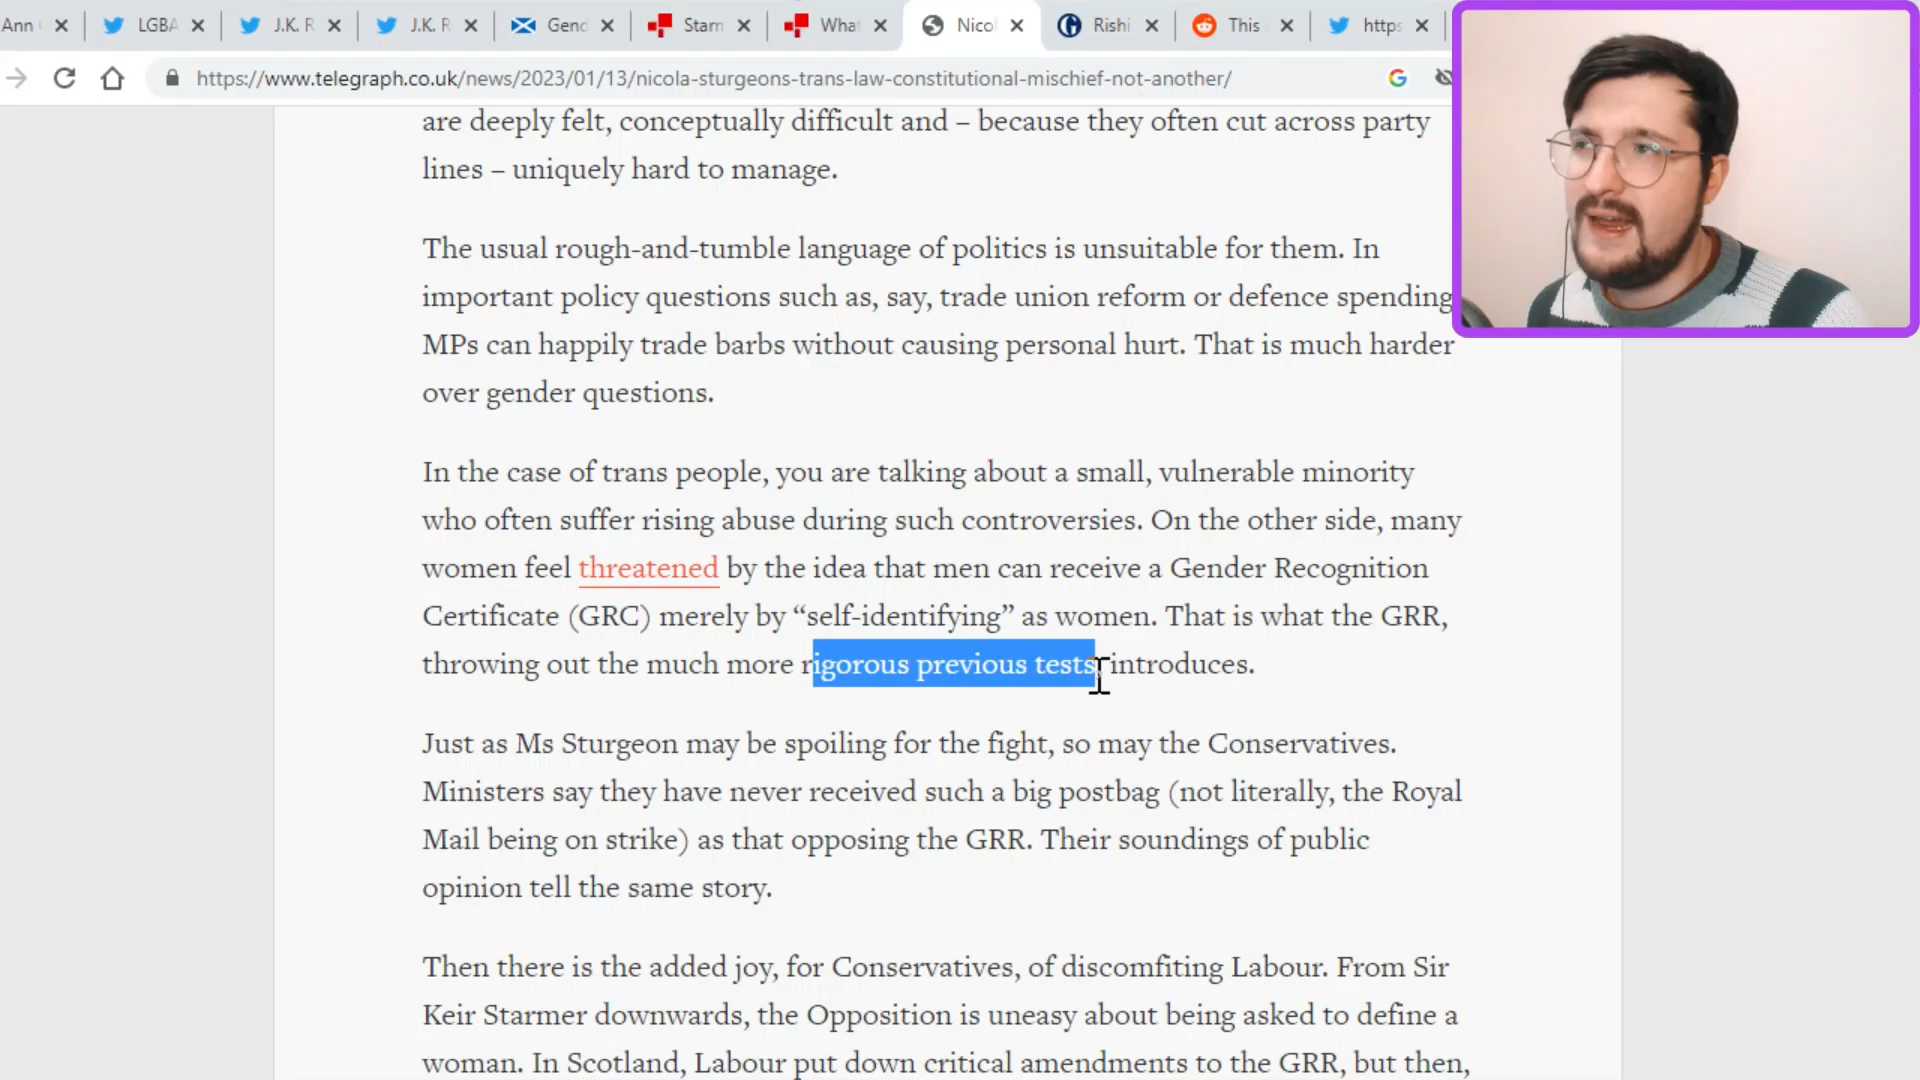 Ann
LGBA
J.K. R
J.K. R
Gend
Starm
What
Nicol
Rishi
This
https
https://www.telegraph.co.uk/news/2023/01/13/nicola-sturgeons-trans-law-constitutional-mischief-not-another/
are deeply felt, conceptually difficult and – because they often cut across party
lines – uniquely hard to manage.
The usual rough-and-tumble language of politics is unsuitable for them. In
important policy questions such as, say, trade union reform or defence spending
MPs can happily trade barbs without causing personal hurt. That is much harder
over gender questions.
In the case of trans people, you are talking about a small, vulnerable minority
who often suffer rising abuse during such controversies. On the other side, many
women feel threatened by the idea that men can receive a Gender Recognition
Certificate (GRC) merely by “self-identifying” as women. That is what the GRR,
throwing out the much more rigorous previous tests, introduces.
Just as Ms Sturgeon may be spoiling for the fight, so may the Conservatives.
Ministers say they have never received such a big postbag (not literally, the Royal
Mail being on strike) as that opposing the GRR. Their soundings of public
opinion tell the same story.
Then there is the added joy, for Conservatives, of discomfiting Labour. From Sir
Keir Starmer downwards, the Opposition is uneasy about being asked to define a
woman. In Scotland, Labour put down critical amendments to the GRR, but then,